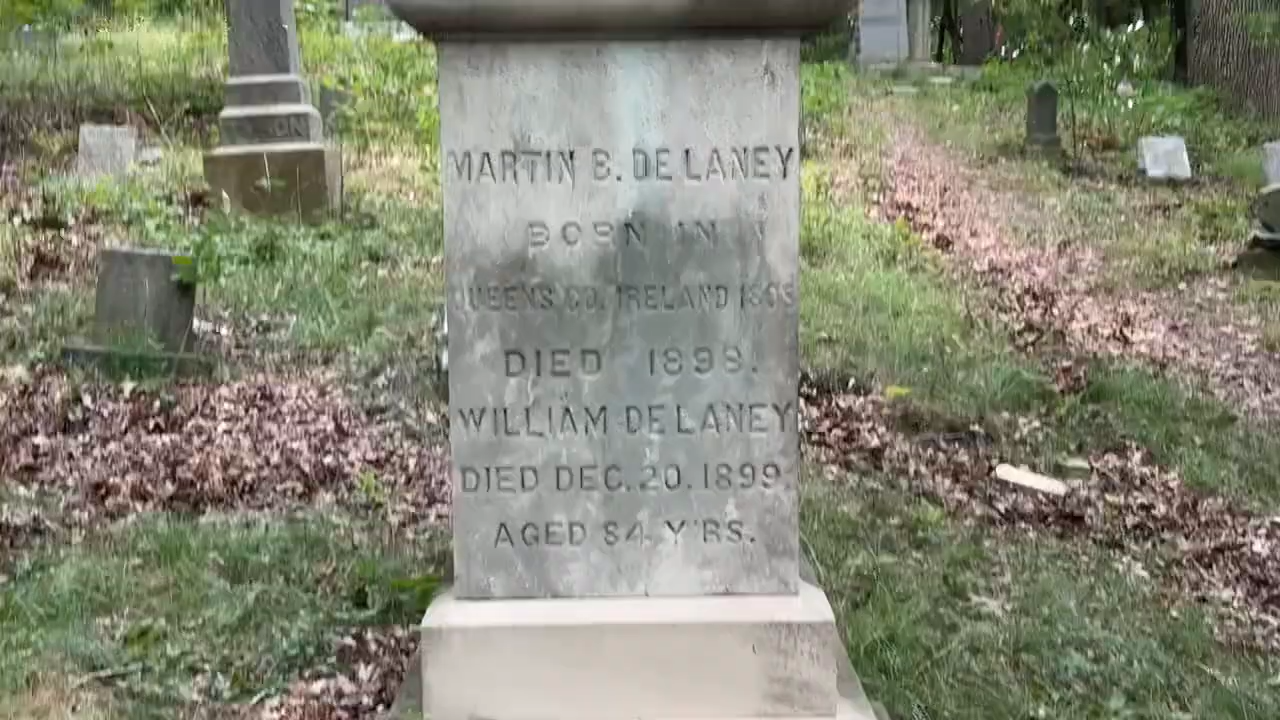 MARTIN B. DE LANEY
BORN IN
QUEENS CO. IRELAND
DIED 1898.
WILLIAM DE LANEY
DIED DEC. 20. 1899.
AGED 84 Y'RS.